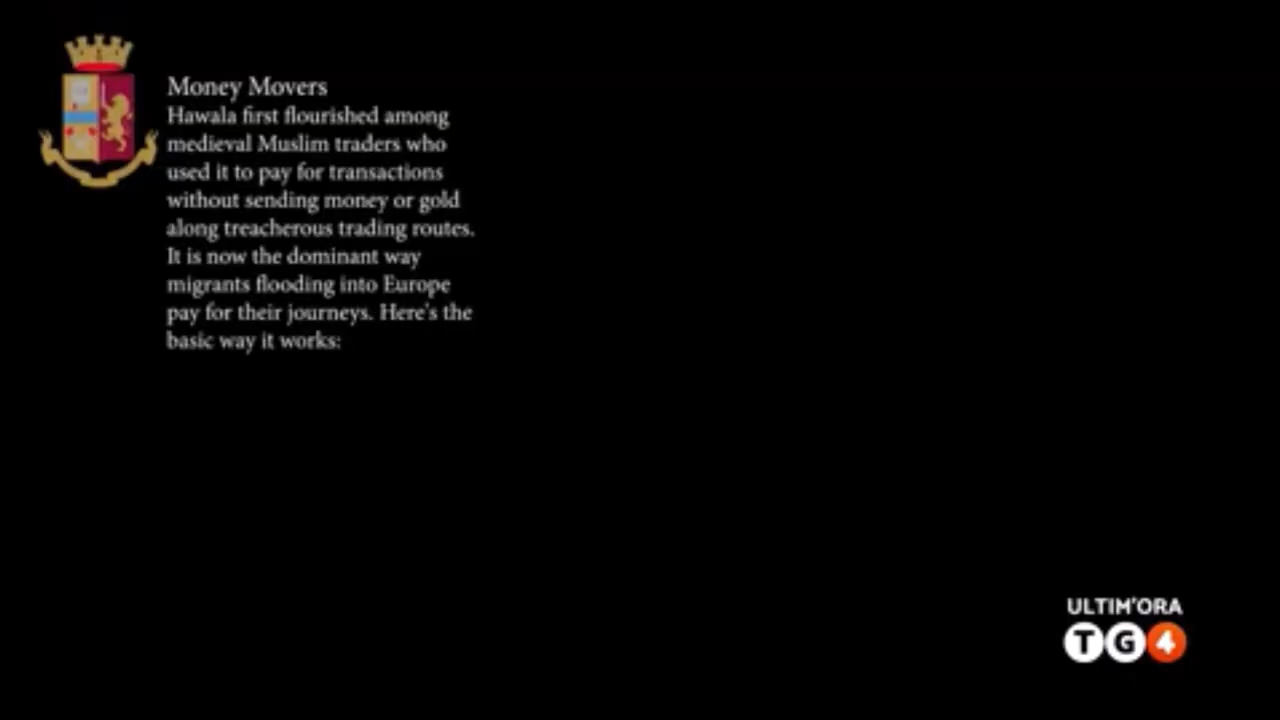 Money Movers
Hawala first flourished among
medieval Muslim traders who
used it to pay for transactions
without sending money or gold
along treacherous trading routes.
It is now the dominant way
migrants flooding into Europe
pay for their journeys. Here's the
basic way it works:
ULTIM'ORA
TG4